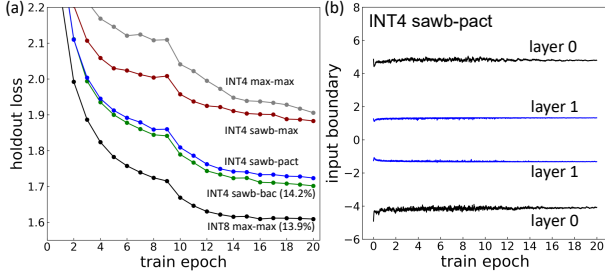 (a)
2.2
2.1
2.0
1.9
1.8
1.7
1.6
holdout loss
INT4 max-max
INT4 sawb-max
INT4 sawb-pact
INT4 sawb-bac (14.2%)
INT8 max-max (13.9%)
0 2 4 6 8 10 12 14 16 18 20
train epoch
(b)
INT4 sawb-pact
8
6
4
2
0
−2
−4
−6
input boundary
layer 0
layer 1
layer 1
layer 0
0 2 4 6 8 10 12 14 16 18 20
train epoch